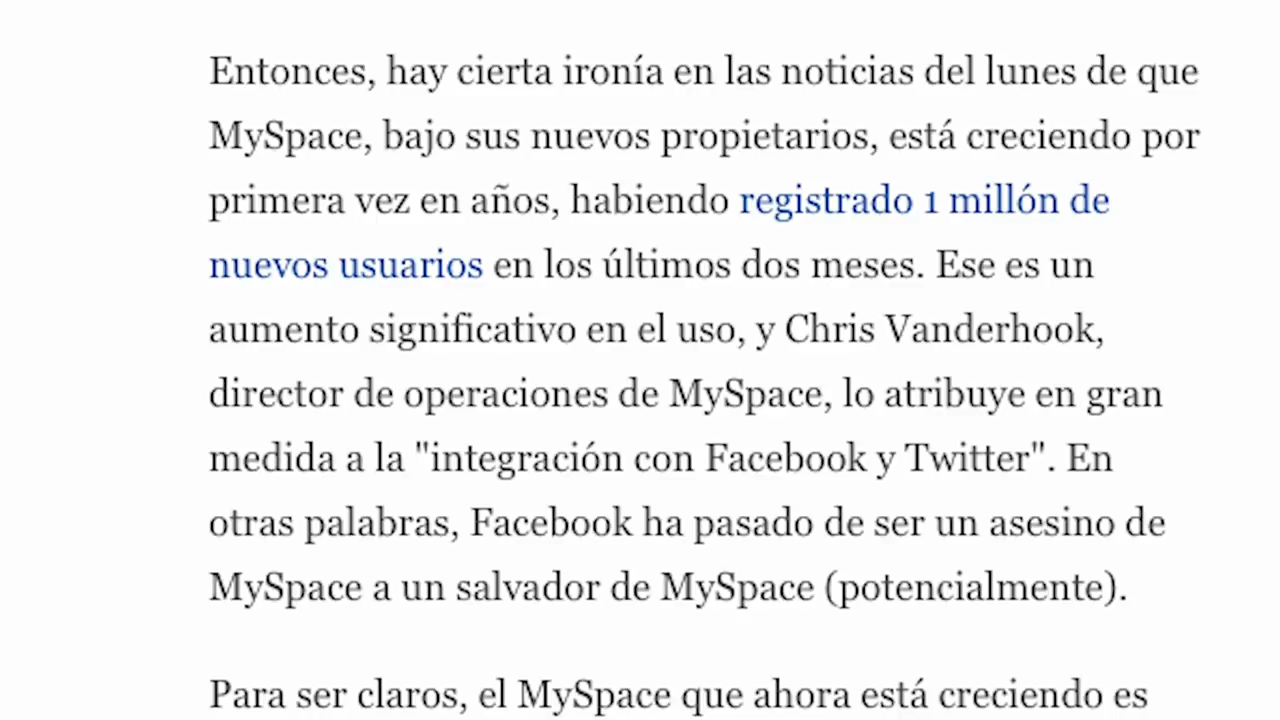 Entonces, hay cierta ironía en las noticias del lunes de que
MySpace, bajo sus nuevos propietarios, está creciendo por
primera vez en años, habiendo registrado 1 millón de
nuevos usuarios en los últimos dos meses. Ese es un
aumento significativo en el uso, y Chris Vanderhook,
director de operaciones de MySpace, lo atribuye en gran
medida a la "integración con Facebook y Twitter". En
otras palabras, Facebook ha pasado de ser un asesino de
MySpace a un salvador de MySpace (potencialmente).
Para ser claros, el MySpace que ahora está creciendo es